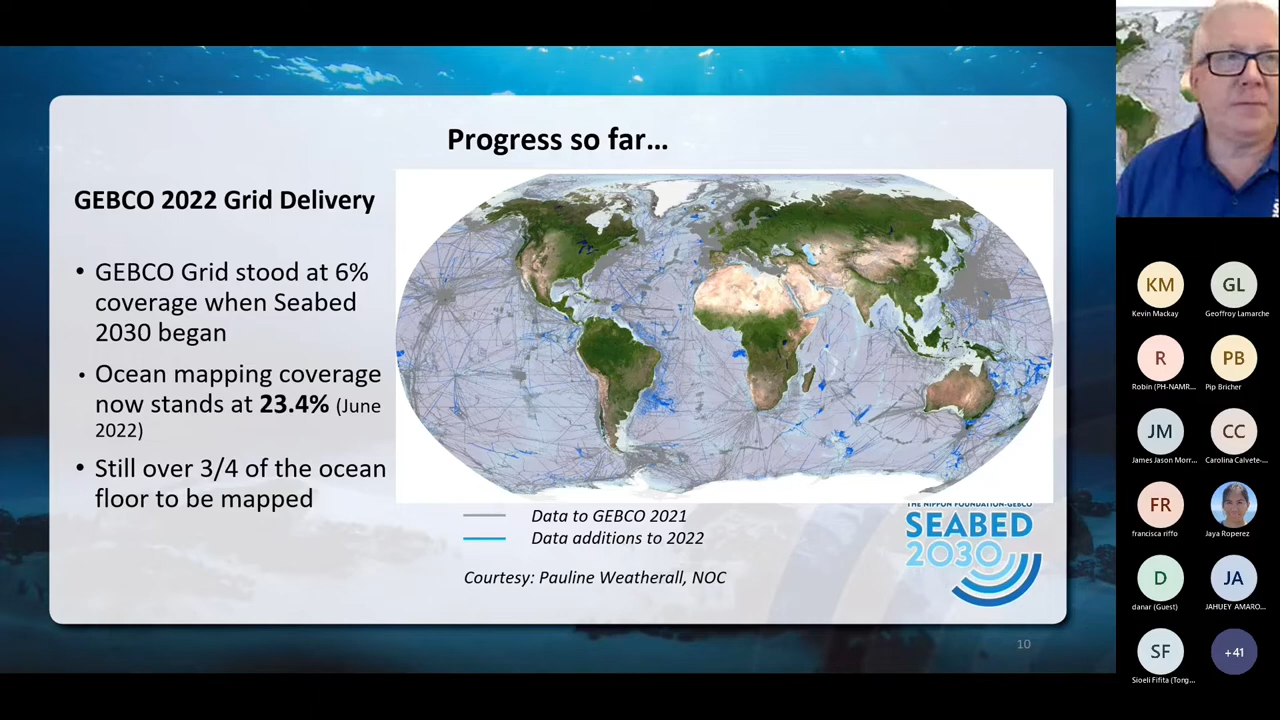 Progress so far...
GEBCO 2022 Grid Delivery
• GEBCO Grid stood at 6%
coverage when Seabed
2030 began
• Ocean mapping coverage
now stands at 23.4% (June
2022)
• Still over 3/4 of the ocean
floor to be mapped
Data to GEBCO 2021
Data additions to 2022
Courtesy: Pauline Weatherall, NOC
THE NIPPON FOUNDATION-GEBCO
SEABED
2030
10
KM
Kevin Mackay
GL
Geoffroy Lamarche
R
Robin (PH-NAMR...
PB
Pip Bricher
JM
James Jason Morr...
CC
Carolina Calvete-...
FR
francisca riffo
Jaya Roperez
D
danar (Guest)
JA
JAHUEY AMARO...
SF
Sioeli Fifita (Tong...
+41